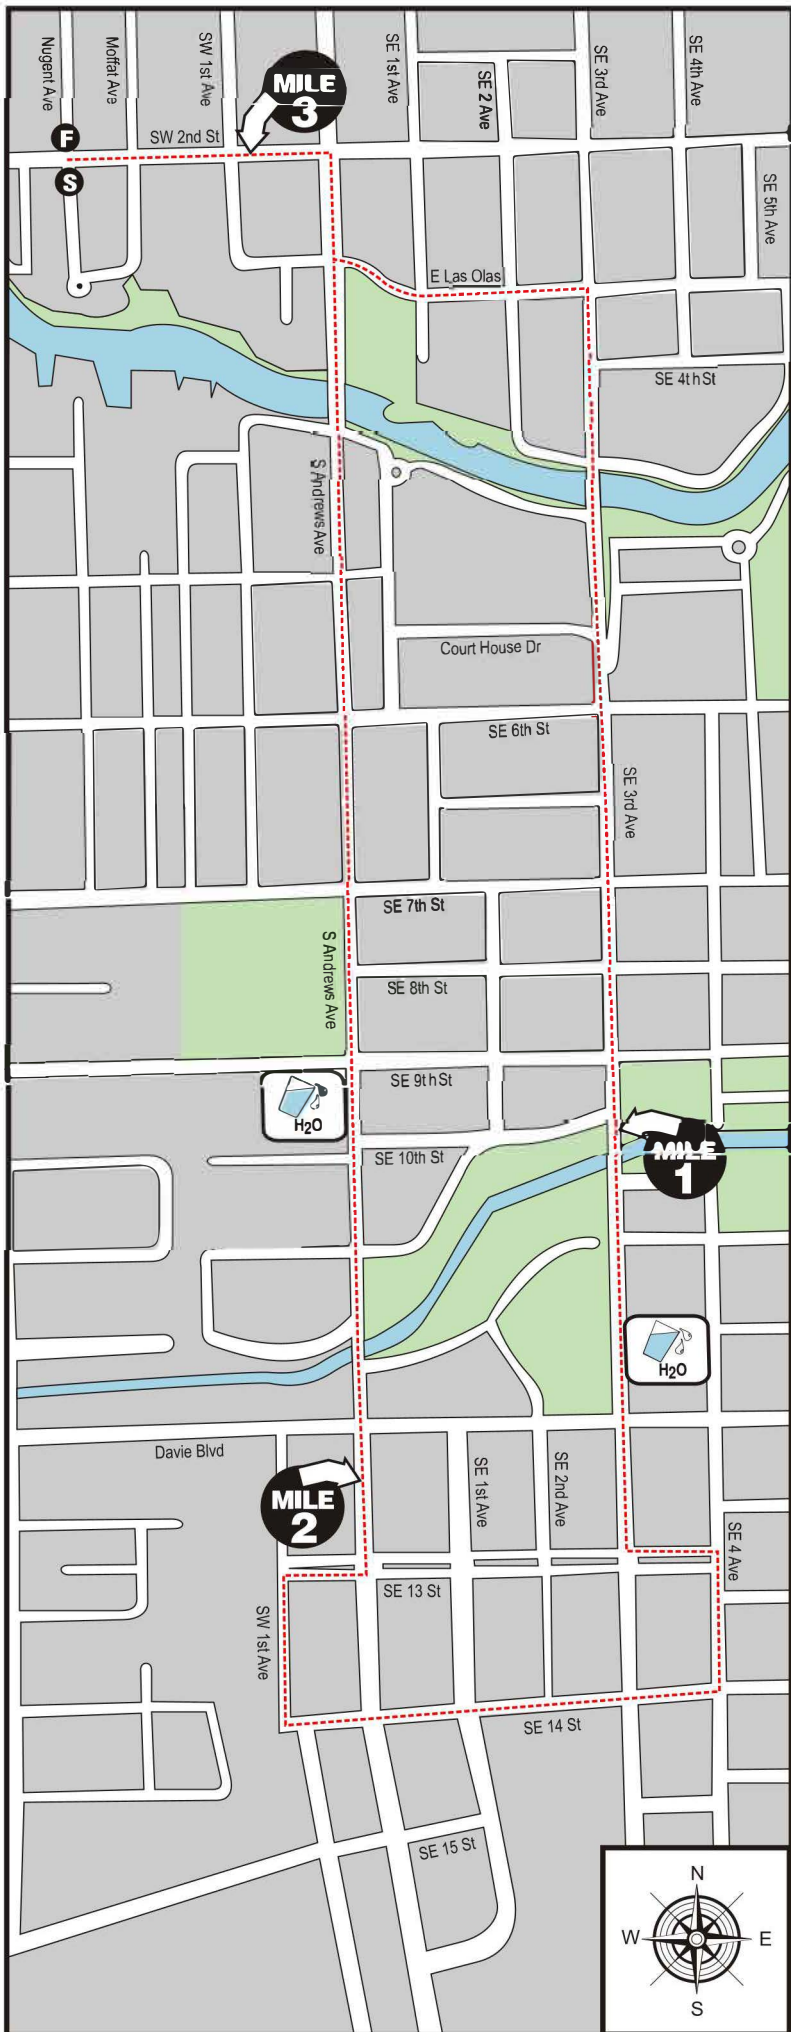 Nugent Ave
Moffat Ave
SW 1st Ave
SE 1st Ave
SE 2 Ave
SE 3rd Ave
SE 4th Ave
MILE
3
F
SW 2nd St
S
SE 5th Ave
E Las Olas
SE 4th St
S Andrews Ave
Court House Dr
SE 6th St
SE 3rd Ave
SE 7th St
S Andrews Ave
SE 8th St
SE 9th St
H2O
SE 10th St
MILE
1
H2O
Davie Blvd
SE 1st Ave
SE 2nd Ave
MILE
2
SE 4 Ave
SE 13 St
SW 1st Ave
SE 14 St
SE 15 St
N
W
E
S